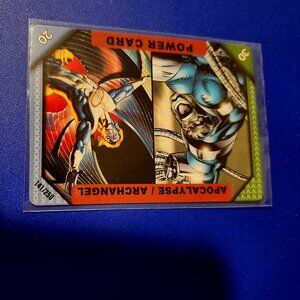 POWER CARD
30
20
APOCALYPSE / ARCHANGEL
141/250